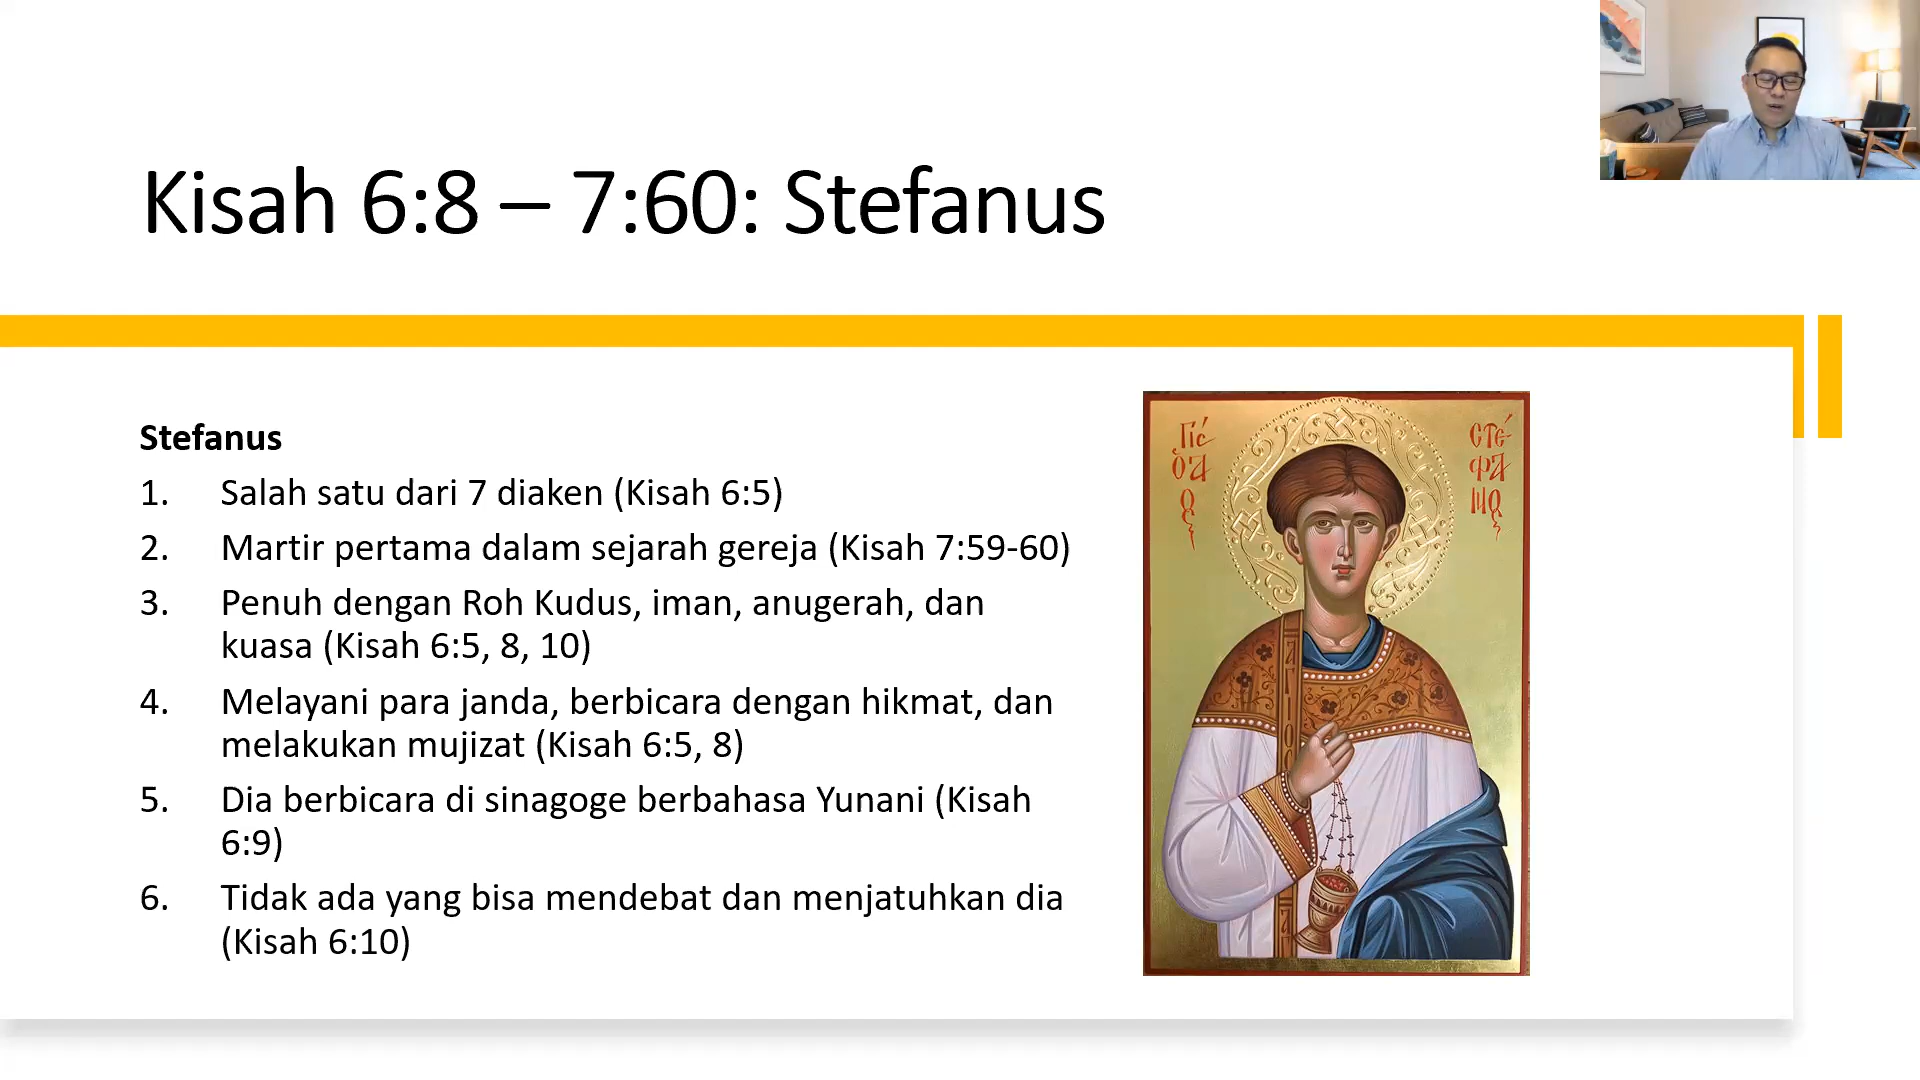 Kisah 6:8 – 7:60: Stefanus
Stefanus
1. Salah satu dari 7 diaken (Kisah 6:5)
2. Martir pertama dalam sejarah gereja (Kisah 7:59-60)
3. Penuh dengan Roh Kudus, iman, anugerah, dan
kuasa (Kisah 6:5, 8, 10)
4. Melayani para janda, berbicara dengan hikmat, dan
melakukan mujizat (Kisah 6:5, 8)
5. Dia berbicara di sinagoge berbahasa Yunani (Kisah
6:9)
6. Tidak ada yang bisa mendebat dan menjatuhkan dia
(Kisah 6:10)